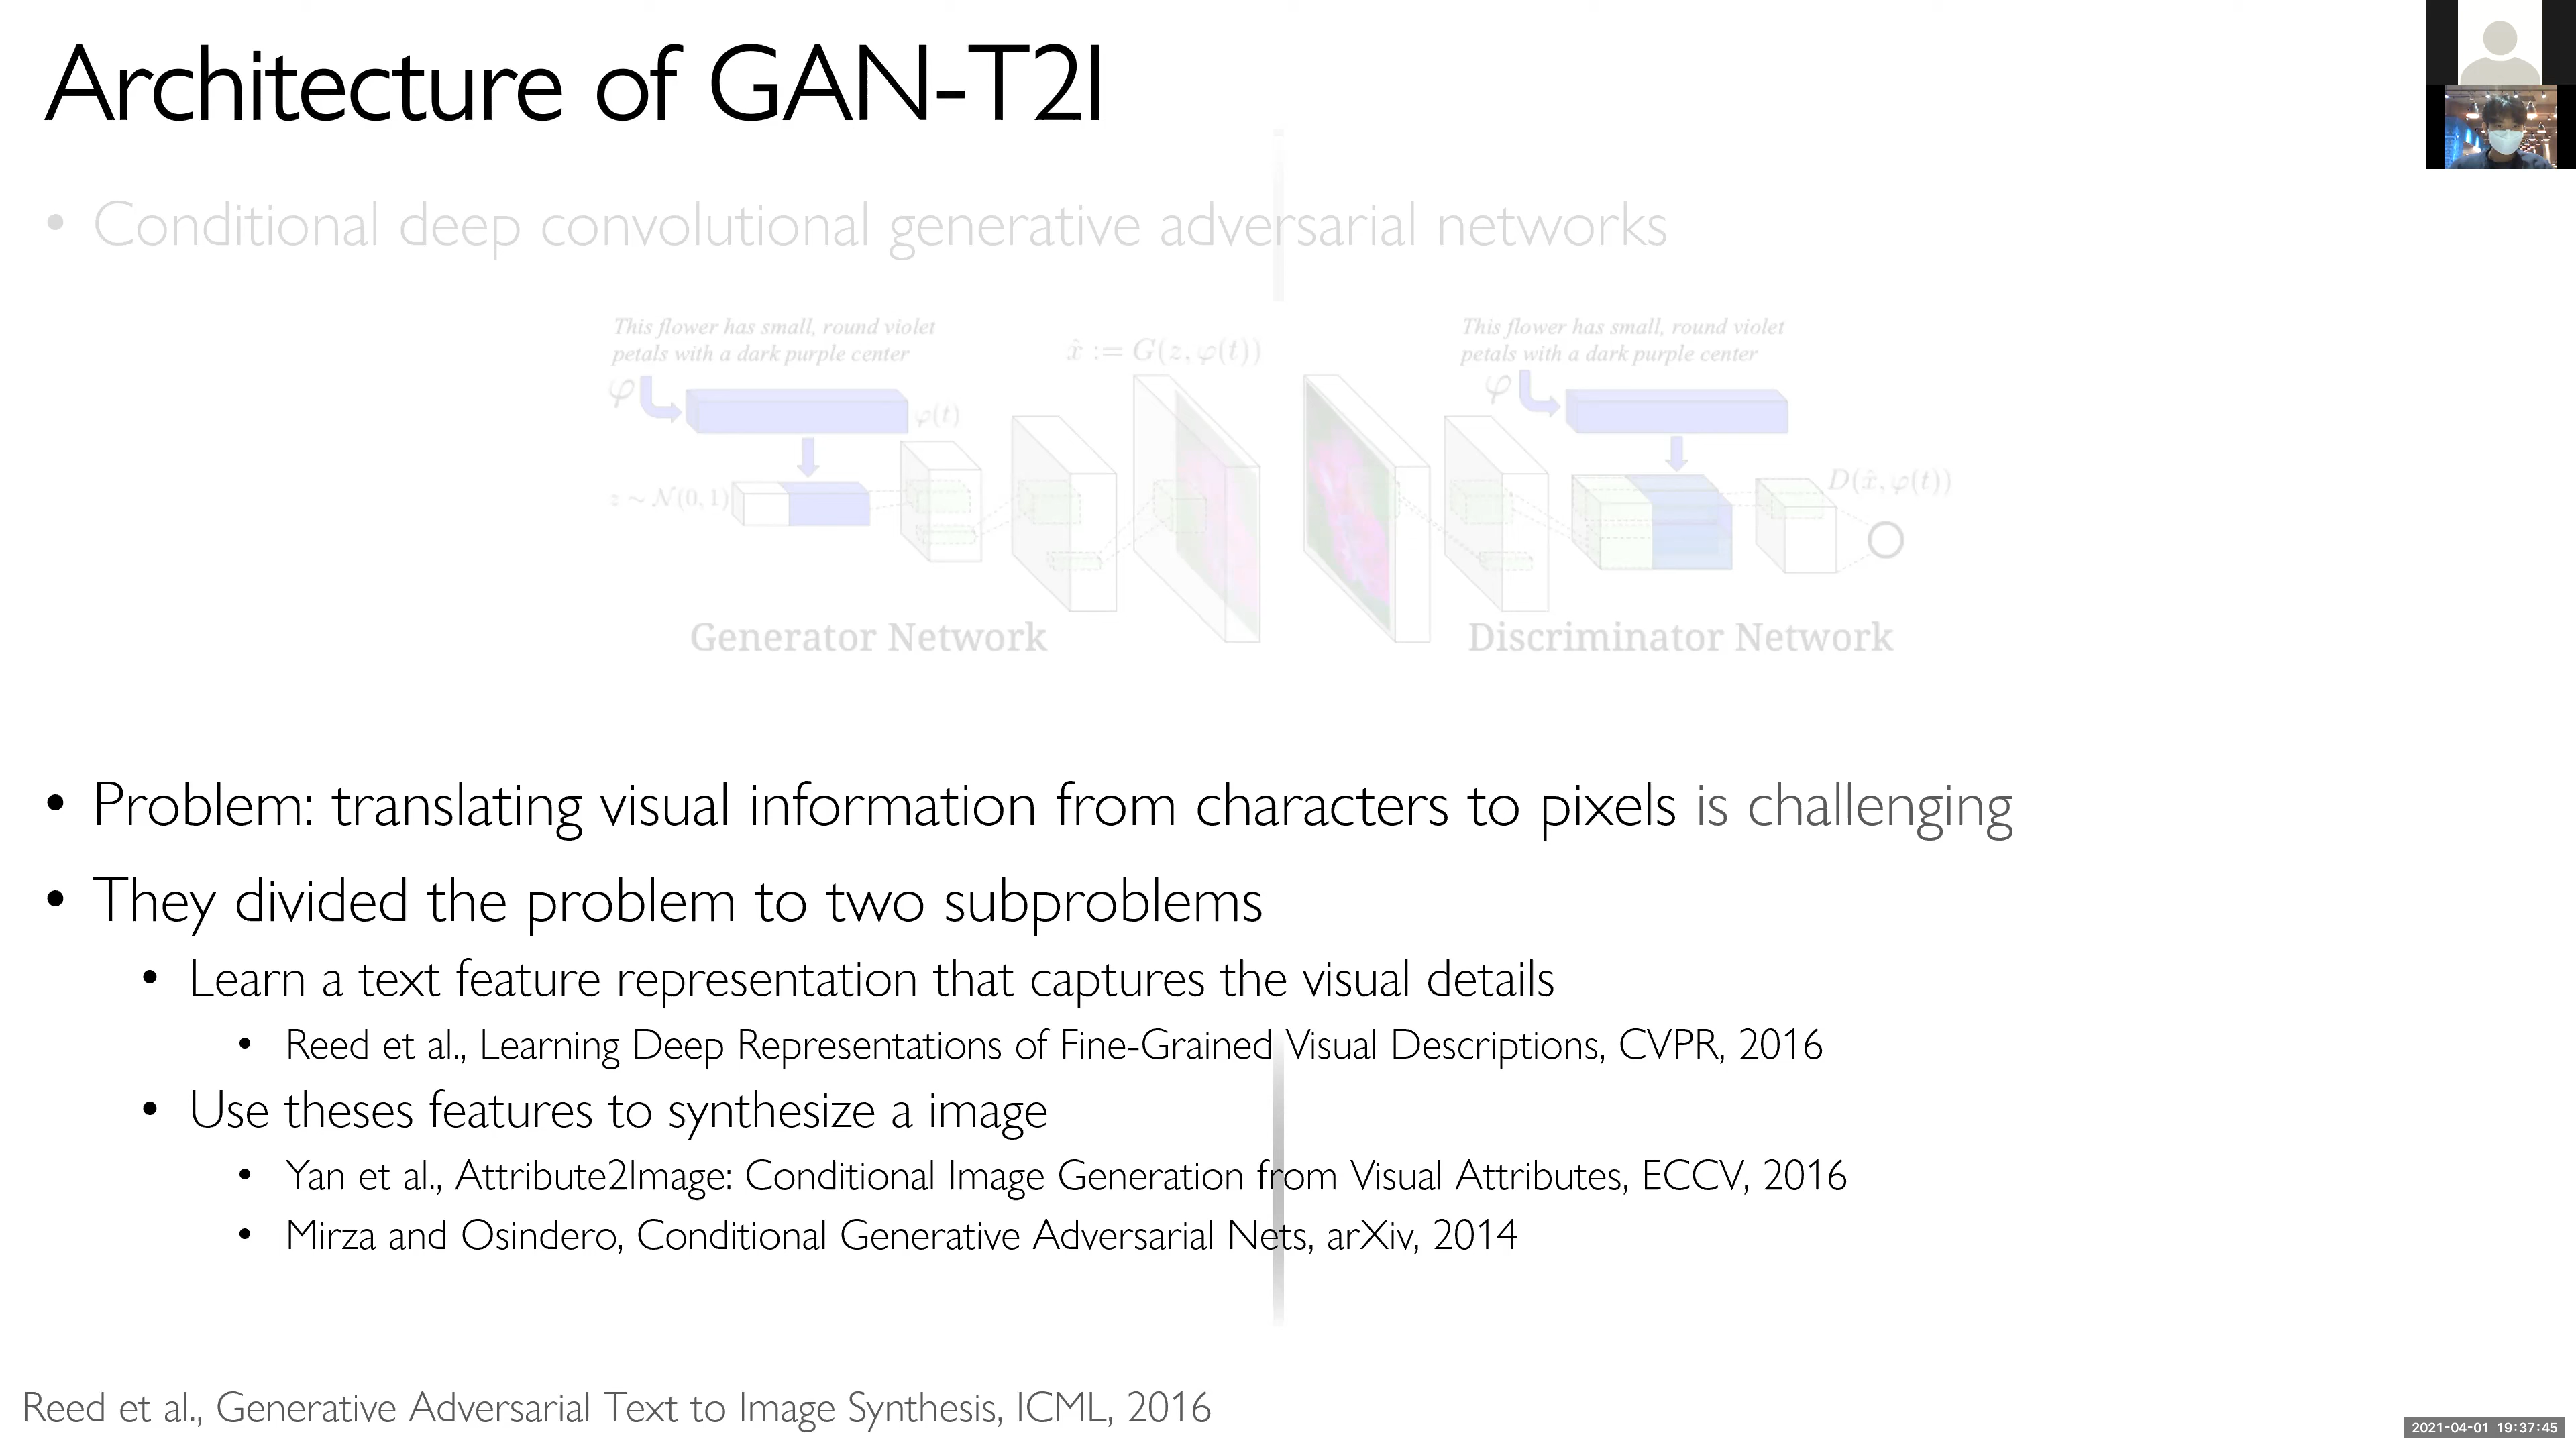 Architecture of GAN-T2I
• Conditional deep convolutional generative adversarial networks
This flower has small, round violet
petals with a dark purple center
φ
φ(t)
z ~ N(0, 1)
x̂ := G(z, φ(t))
Generator Network
This flower has small, round violet
petals with a dark purple center
φ
D(x̂, φ(t))
Discriminator Network
• Problem: translating visual information from characters to pixels is challenging
• They divided the problem to two subproblems
• Learn a text feature representation that captures the visual details
• Reed et al., Learning Deep Representations of Fine-Grained Visual Descriptions, CVPR, 2016
• Use theses features to synthesize a image
• Yan et al., Attribute2Image: Conditional Image Generation from Visual Attributes, ECCV, 2016
• Mirza and Osindero, Conditional Generative Adversarial Nets, arXiv, 2014
Reed et al., Generative Adversarial Text to Image Synthesis, ICML, 2016
2021-04-01 19:37:45